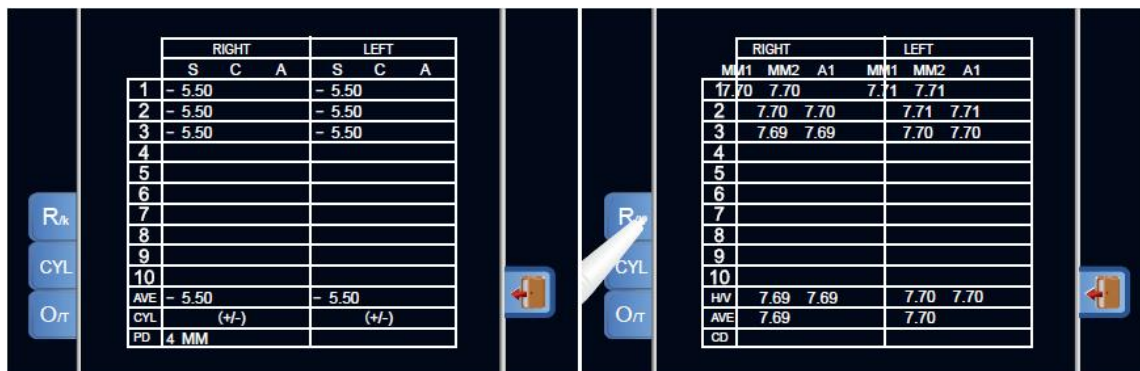 RIGHT LEFT
S C A S C A
1 - 5.50 - 5.50
2 - 5.50 - 5.50
3 - 5.50 - 5.50
4
5
6
7
8
9
10
AVE - 5.50 - 5.50
CYL (+/-) (+/-)
PD 4 MM
R/k
CYL
O/T
RIGHT LEFT
MM1 MM2 A1 MM1 MM2 A1
1 7.70 7.70 7.71 7.71
2 7.70 7.70 7.71 7.71
3 7.69 7.69 7.70 7.70
4
5
6
7
8
9
10
H/V 7.69 7.69 7.70 7.70
AVE 7.69 7.70
CD
CYL
O/T